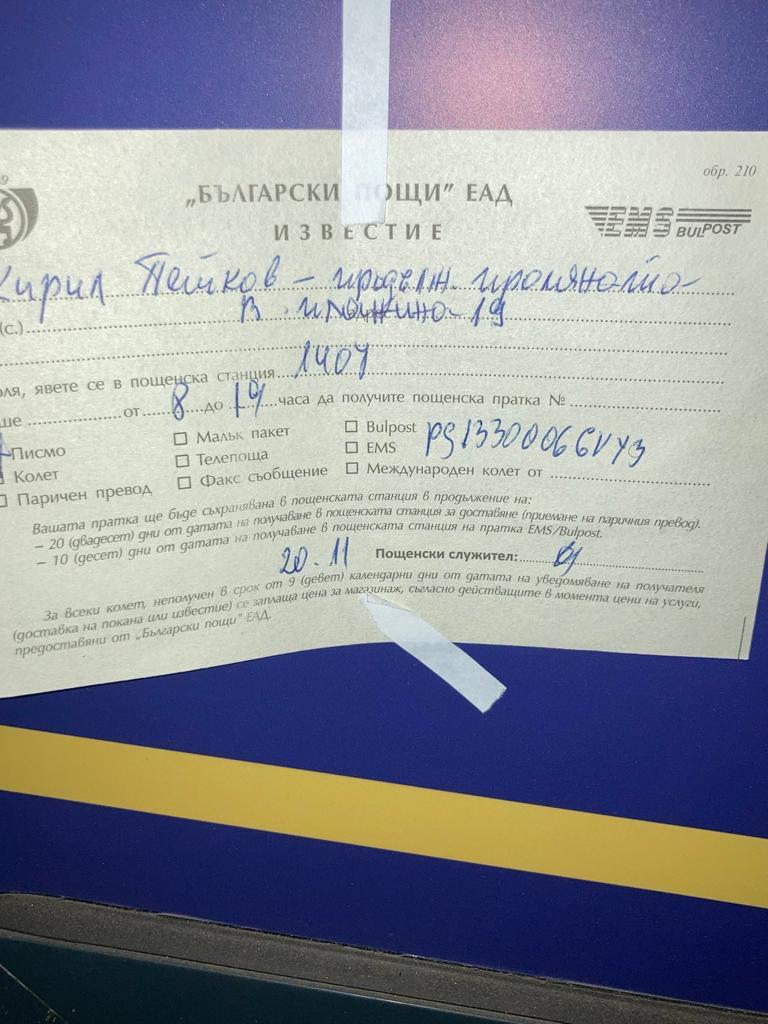 9
обр. 210
„БЪЛГАРСКИ ПОЩИ” ЕАД
EMS BULPOST
ИЗВЕСТИЕ
Кирил Пейков –
(с.) В. 19
оля, явете се в пощенска станция 1404
ше от 8 до 19 часа да получите пощенска пратка №
Писмо □ Малък пакет □ Bulpost
Колет □ Телепоща □ EMS
□ Паричен превод □ Факс съобщение □ Международен колет от
Вашата пратка ще бъде съхранявана в пощенската станция в продължение на:
– 20 (двадесет) дни от датата на получаване в пощенската станция за доставяне (приемане на паричния превод).
– 10 (десет) дни от датата на получаване в пощенската станция на пратка EMS/Bulpost.
20.11 Пощенски служител:
За всеки колет, неполучен в срок от 9 (девет) календарни дни от датата на уведомяване на получателя
(доставка на покана или известие) се заплаща цена за магазинаж, съгласно действащите в момента цени на услуги,
предоставяни от „Български пощи” ЕАД.